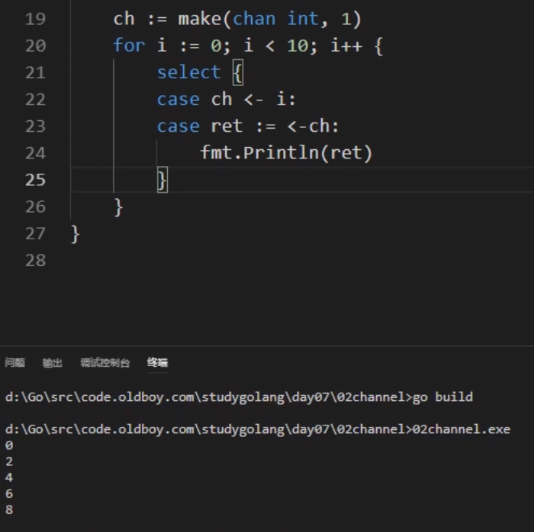 19 ch := make(chan int, 1)
20 for i := 0; i < 10; i++ {
21 select {
22 case ch <- i:
23 case ret := <-ch:
24 fmt.Println(ret)
25 }
26 }
27 }
28
问题 输出 调试控制台 终端
d:\Go\src\code.oldboy.com\studygolang\day07\02channel>go build
d:\Go\src\code.oldboy.com\studygolang\day07\02channel>02channel.exe
0
2
4
6
8